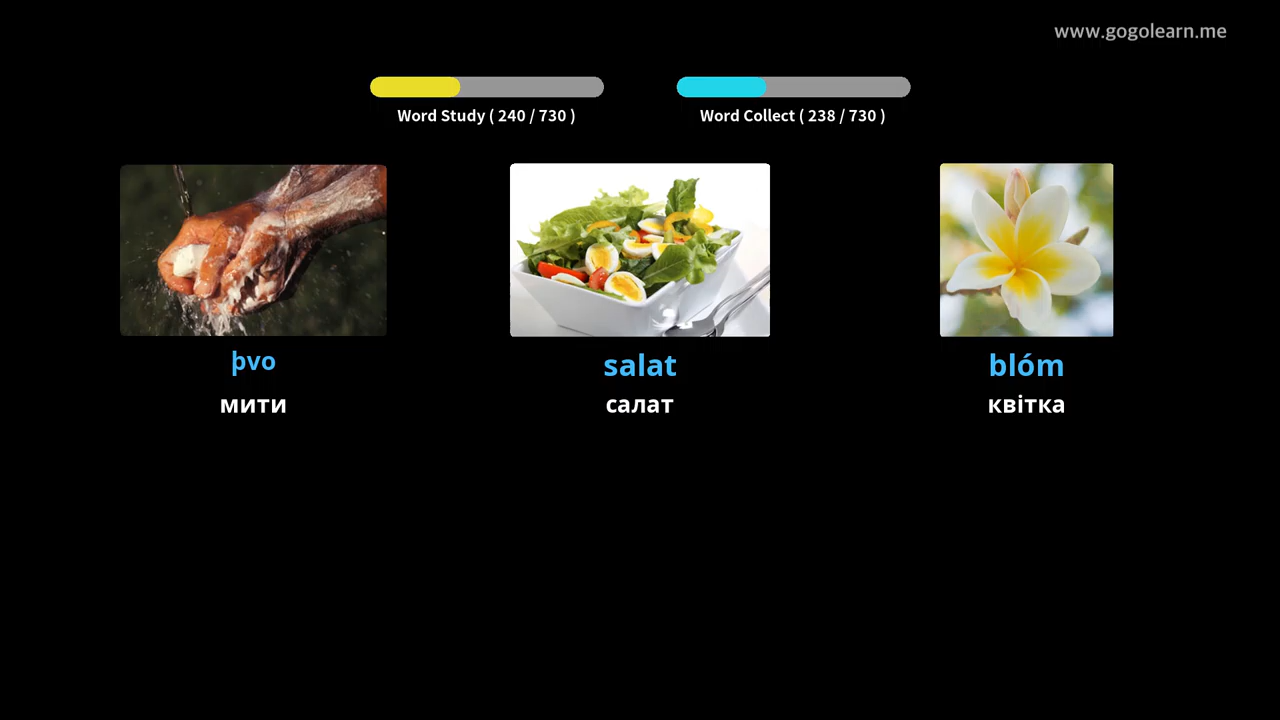 www.gogolearn.me
Word Study ( 240 / 730 )
Word Collect ( 238 / 730 )
þvo
salat
blóm
мити
салат
квітка